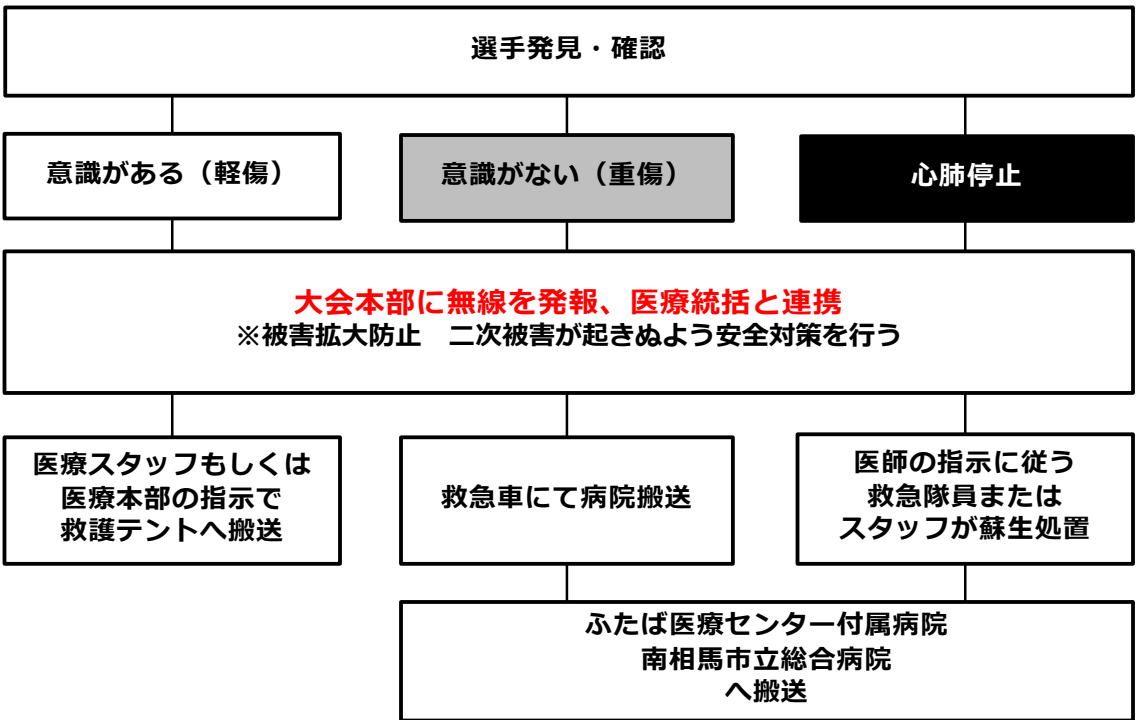 選手発見・確認
意識がある（軽傷）
意識がない（重傷）
心肺停止
大会本部に無線を発報、医療統括と連携
※被害拡大防止　二次被害が起きぬよう安全対策を行う
医療スタッフもしくは
医療本部の指示で
救護テントへ搬送
救急車にて病院搬送
医師の指示に従う
救急隊員または
スタッフが蘇生処置
ふたば医療センター付属病院
南相馬市立総合病院
へ搬送